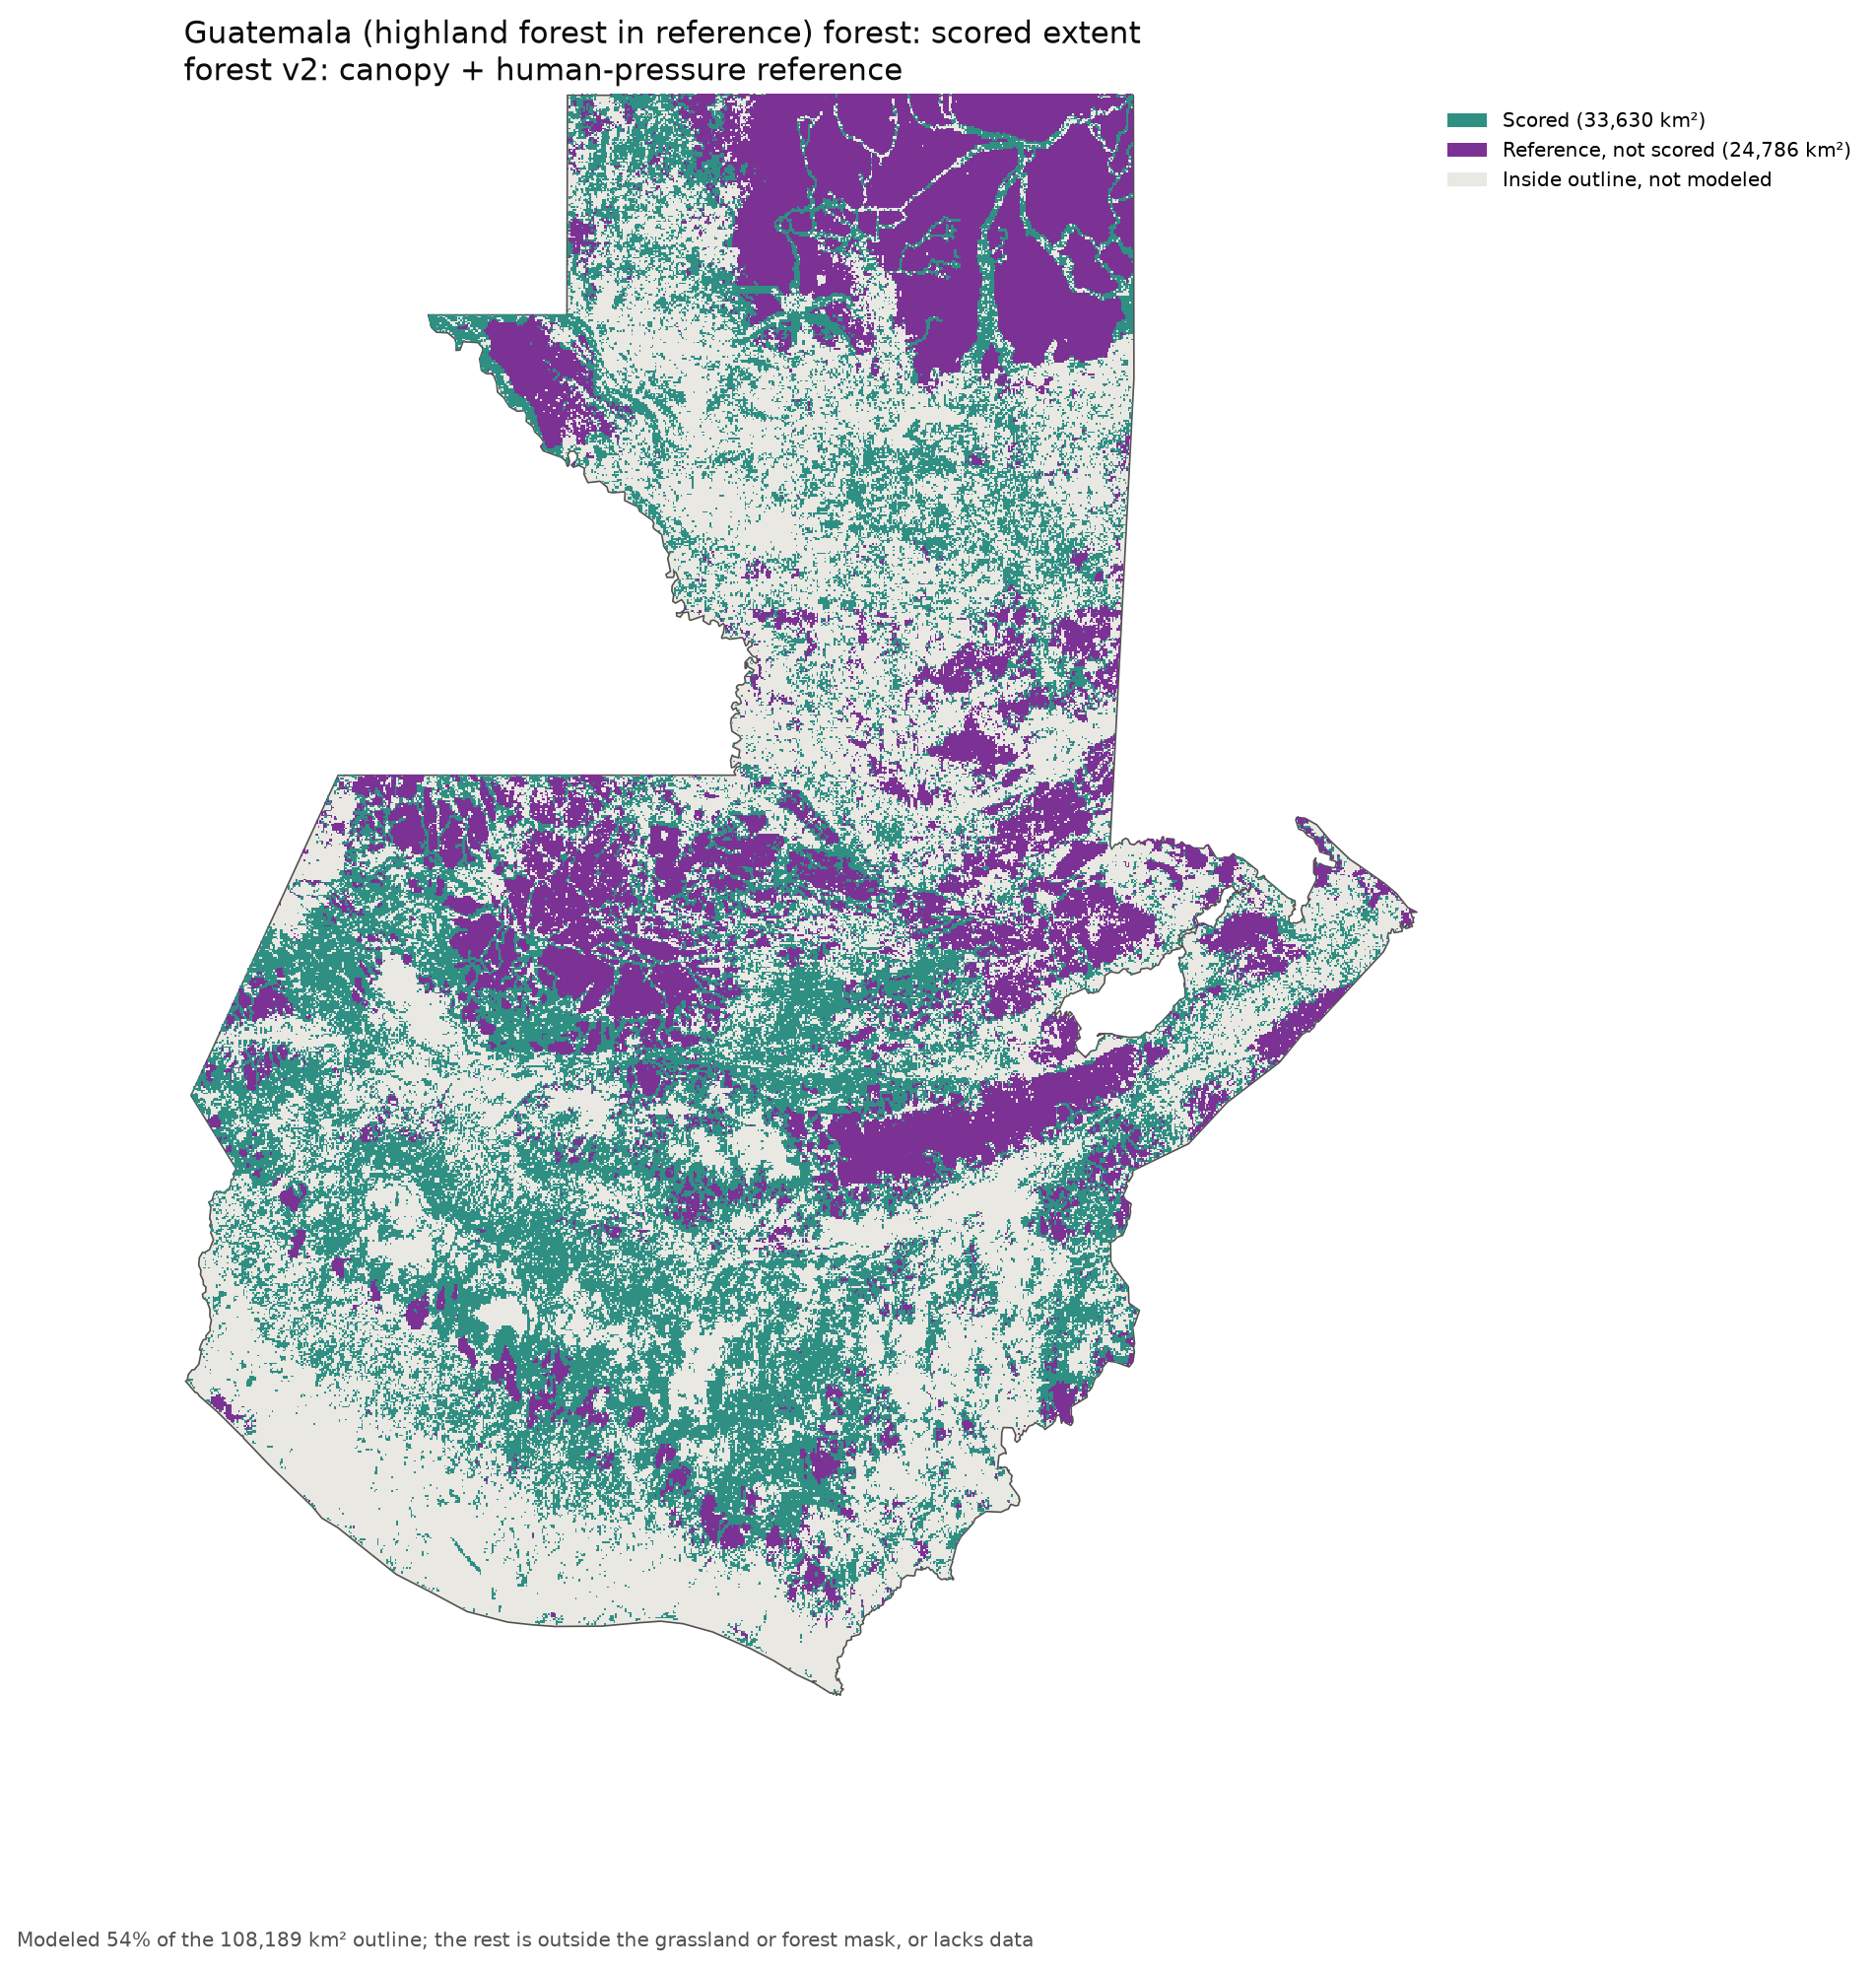 Guatemala (highland forest in reference) forest: scored extent
forest v2: canopy + human-pressure reference
Scored (33,630 km²)
Reference, not scored (24,786 km²)
Inside outline, not modeled
Modeled 54% of the 108,189 km² outline; the rest is outside the grassland or forest mask, or lacks data